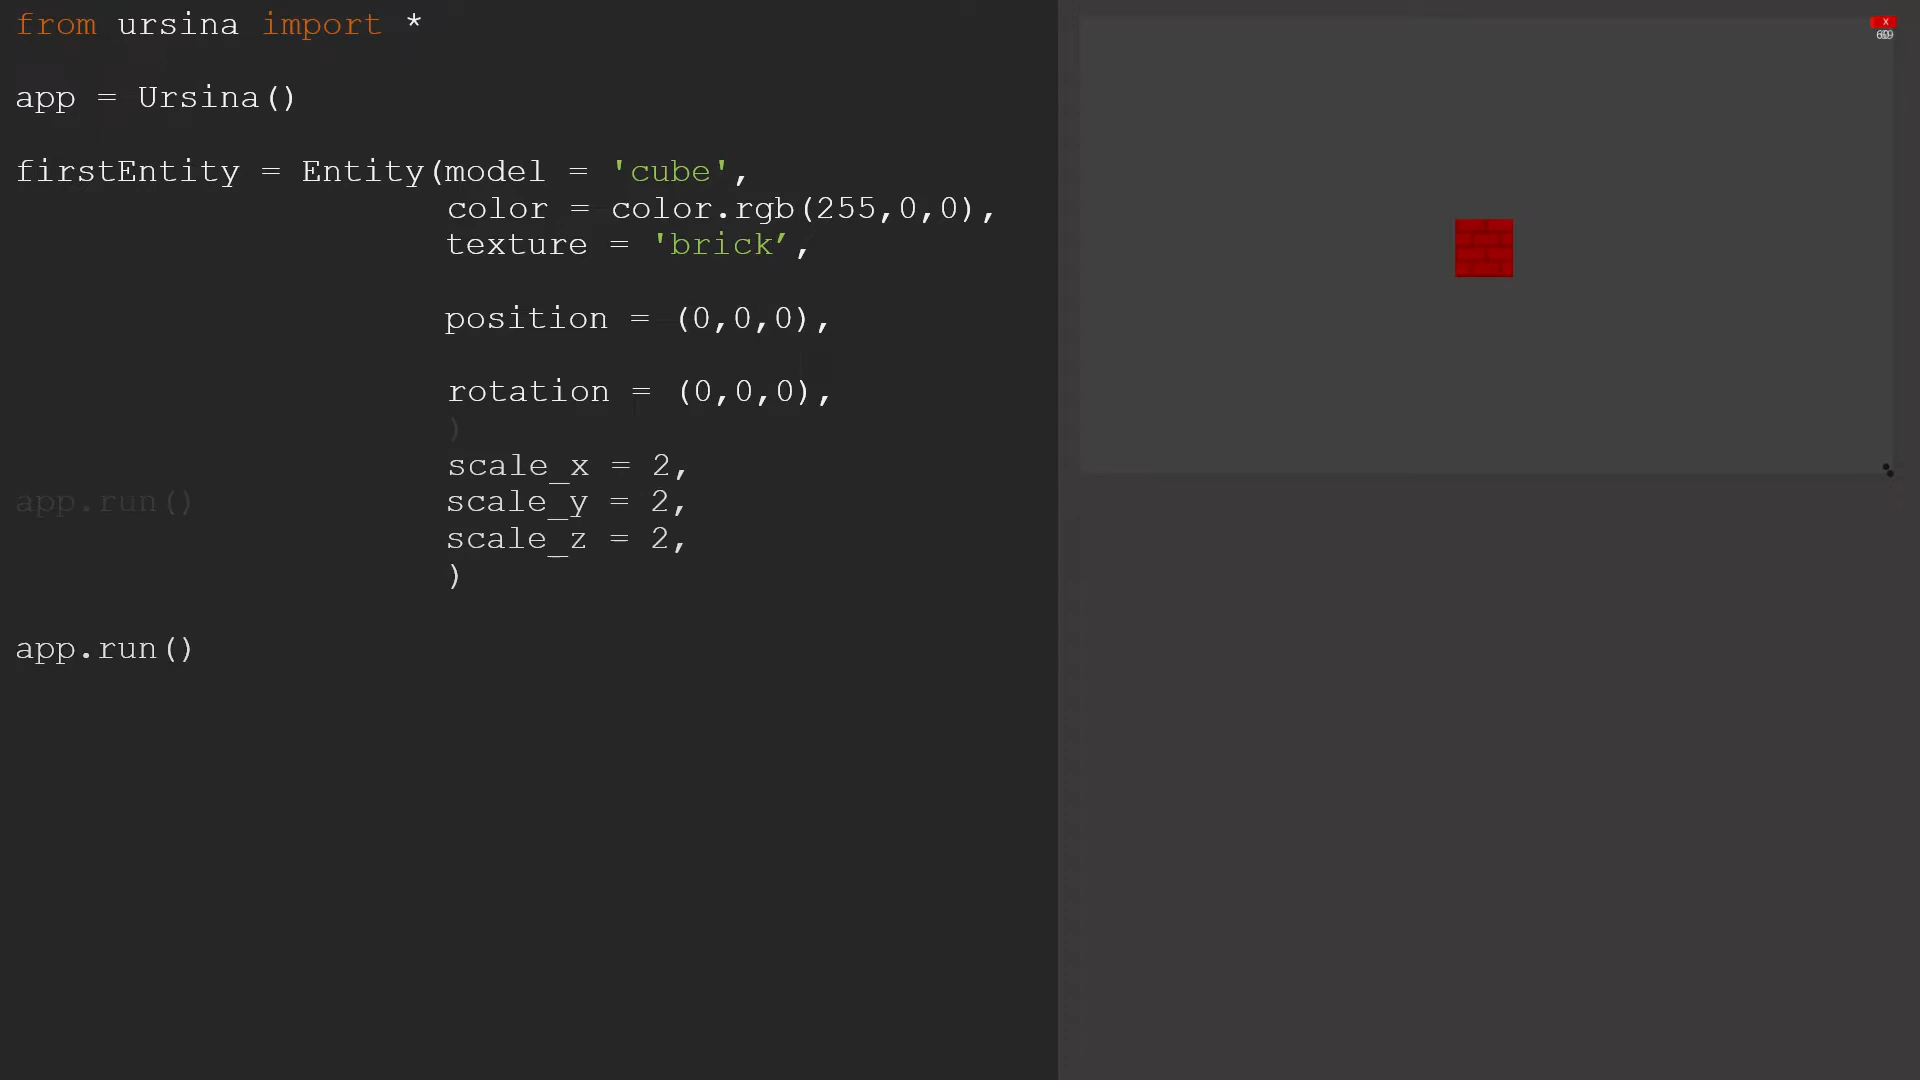 from ursina import *
app = Ursina()
firstEntity = Entity(model = 'cube',
color = color.rgb(255,0,0),
texture = 'brick’,
position = (0,0,0),
rotation = (0,0,0),
)
scale_x = 2,
app.run()
scale_y = 2,
scale_z = 2,
)
app.run()
x